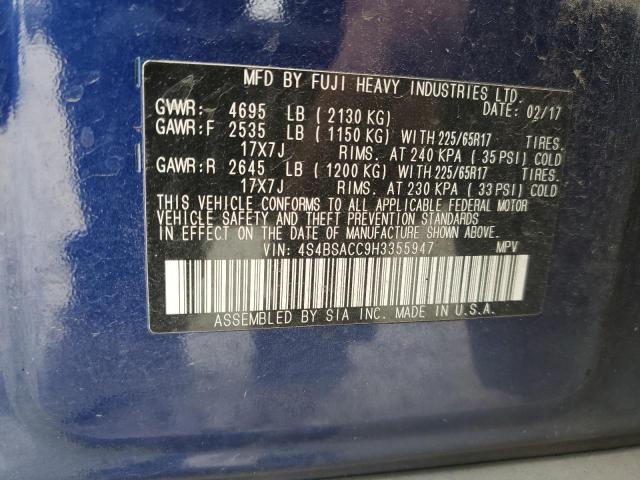 MFD BY FUJI HEAVY INDUSTRIES LTD.
GVWR: 4695 LB ( 2130 KG) DATE: 02/17
GAWR:F 2535 LB ( 1150 KG) WITH 225/65R17 TIRES.
17X7J RIMS. AT 240 KPA ( 35 PSI) COLD
GAWR:R 2645 LB ( 1200 KG) WITH 225/65R17 TIRES.
17X7J RIMS. AT 230 KPA ( 33 PSI) COLD
THIS VEHICLE CONFORMS TO ALL APPLICABLE FEDERAL MOTOR
VEHICLE SAFETY AND THEFT PREVENTION STANDARDS
IN EFFECT ON THE DATE OF MANUFACTURE SHOWN ABOVE.
VIN: 4S4BSACC9H3355947 MPV
ASSEMBLED BY SIA INC. MADE IN U.S.A.